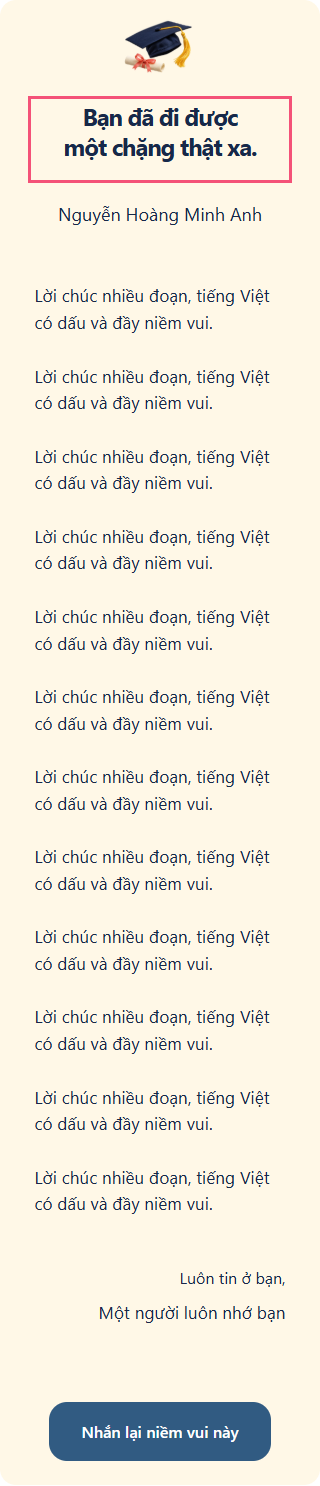 Bạn đã đi được
một chặng thật xa.
Nguyễn Hoàng Minh Anh
Lời chúc nhiều đoạn, tiếng Việt
có dấu và đầy niềm vui.
Lời chúc nhiều đoạn, tiếng Việt
có dấu và đầy niềm vui.
Lời chúc nhiều đoạn, tiếng Việt
có dấu và đầy niềm vui.
Lời chúc nhiều đoạn, tiếng Việt
có dấu và đầy niềm vui.
Lời chúc nhiều đoạn, tiếng Việt
có dấu và đầy niềm vui.
Lời chúc nhiều đoạn, tiếng Việt
có dấu và đầy niềm vui.
Lời chúc nhiều đoạn, tiếng Việt
có dấu và đầy niềm vui.
Lời chúc nhiều đoạn, tiếng Việt
có dấu và đầy niềm vui.
Lời chúc nhiều đoạn, tiếng Việt
có dấu và đầy niềm vui.
Lời chúc nhiều đoạn, tiếng Việt
có dấu và đầy niềm vui.
Lời chúc nhiều đoạn, tiếng Việt
có dấu và đầy niềm vui.
Lời chúc nhiều đoạn, tiếng Việt
có dấu và đầy niềm vui.
Luôn tin ở bạn,
Một người luôn nhớ bạn
Nhắn lại niềm vui này